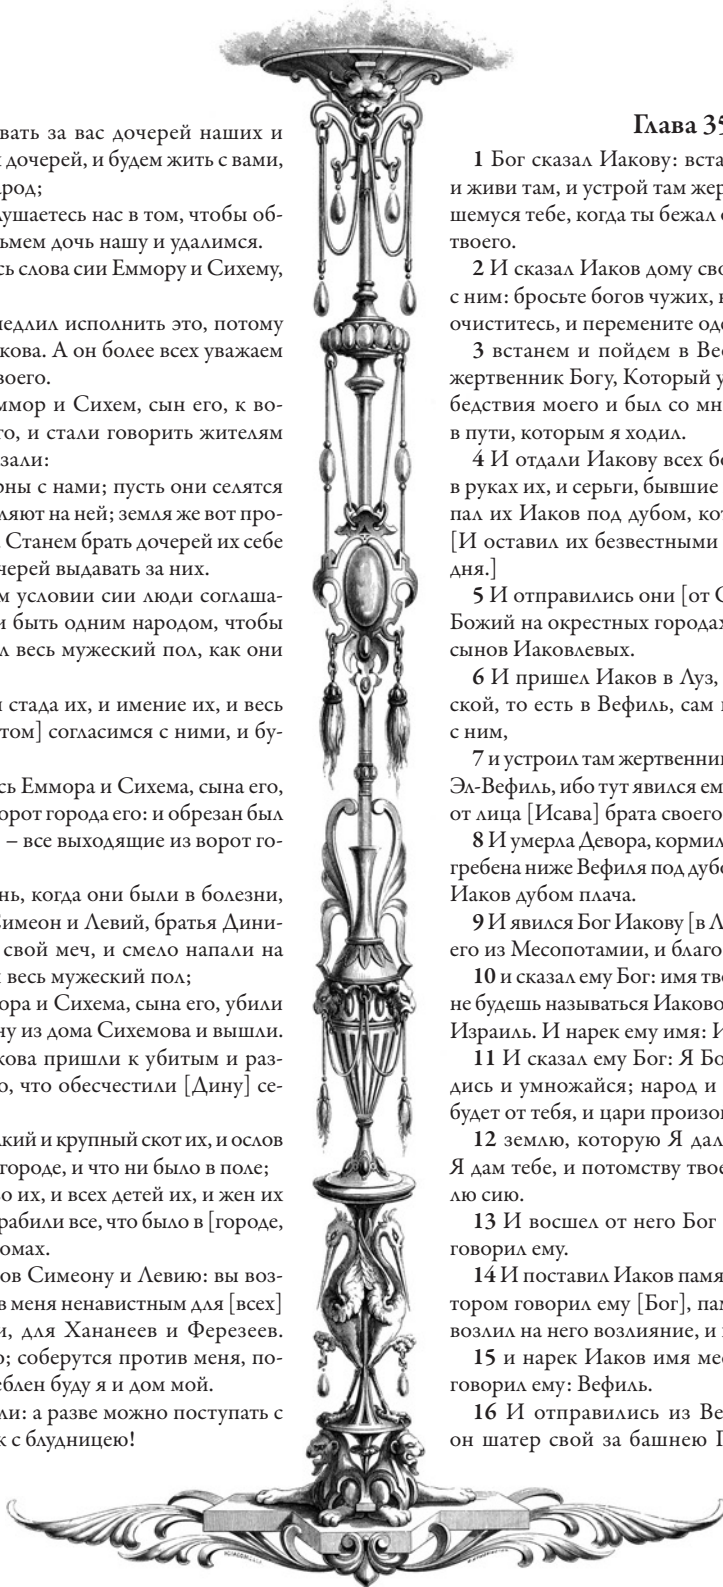 вать за вас дочерей наших и
дочерей, и будем жить с вами,
род;
лушаетесь нас в том, чтобы об-
ьмем дочь нашу и удалимся.
сь слова сии Еммору и Сихему,
медлил исполнить это, потому
кова. А он более всех уважаем
воего.
ммор и Сихем, сын его, к во-
го, и стали говорить жителям
зали:
рны с нами; пусть они селятся
ляют на ней; земля же вот про-
Станем брать дочерей их себе
черей выдавать за них.
м условии сии люди соглаша-
и быть одним народом, чтобы
л весь мужеский пол, как они
и стада их, и имение их, и весь
том] согласимся с ними, и бу-
сь Еммора и Сихема, сына его,
ворот города его: и обрезан был
– все выходящие из ворот го-
нь, когда они были в болезни,
Симеон и Левий, братья Дини-
свой меч, и смело напали на
весь мужеский пол;
ора и Сихема, сына его, убили
ну из дома Сихемова и вышли.
кова пришли к убитым и раз-
о, что обесчестили [Дину] се-
лкий и крупный скот их, и ослов
городе, и что ни было в поле;
во их, и всех детей их, и жен их
рабили все, что было в [городе,
омах.
ов Симеону и Левию: вы воз-
в меня ненавистным для [всех]
и, для Хананеев и Ферезеев.
о; соберутся против меня, по-
еблен буду я и дом мой.
ли: а разве можно поступать с
к с блудницею!
Глава 35
1 Бог сказал Иакову: вста
и живи там, и устрой там жер
шемуся тебе, когда ты бежал
твоего.
2 И сказал Иаков дому сво
с ним: бросьте богов чужих,
очиститесь, и перемените од
3 встанем и пойдем в Ве
жертвенник Богу, Который у
бедствия моего и был со мн
в пути, которым я ходил.
4 И отдали Иакову всех бо
в руках их, и серьги, бывшие
пал их Иаков под дубом, кот
[И оставил их безвестными
дня.]
5 И отправились они [от С
Божий на окрестных городах
сынов Иаковлевых.
6 И пришел Иаков в Луз,
ской, то есть в Вефиль, сам
с ним,
7 и устроил там жертвенник
Эл-Вефиль, ибо тут явился ем
от лица [Исава] брата своего
8 И умерла Девора, кормил
гребена ниже Вефиля под дубо
Иаков дубом плача.
9 И явился Бог Иакову [в Л
его из Месопотамии, и благо
10 и сказал ему Бог: имя тво
не будешь называться Иаково
Израиль. И нарек ему имя: И
11 И сказал ему Бог: Я Бо
дись и умножайся; народ и
будет от тебя, и цари произо
12 землю, которую Я дал
Я дам тебе, и потомству твое
лю сию.
13 И восшел от него Бог
говорил ему.
14 И поставил Иаков памя
тором говорил ему [Бог], пам
возлил на него возлияние, и
15 и нарек Иаков имя мес
говорил ему: Вефиль.
16 И отправились из Ве
он шатер свой за башнею Г